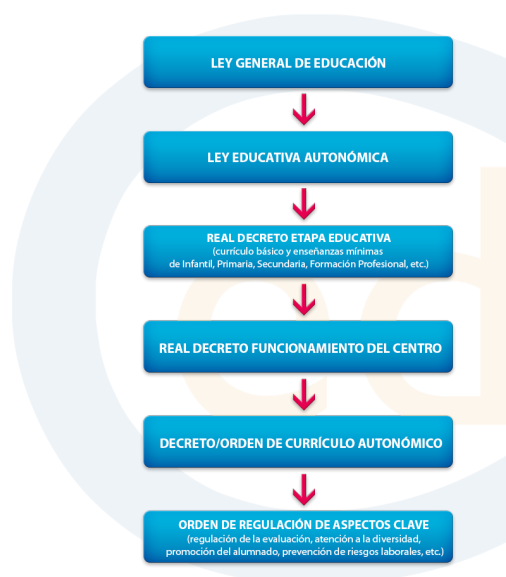 LEY GENERAL DE EDUCACIÓN
LEY EDUCATIVA AUTONÓMICA
REAL DECRETO ETAPA EDUCATIVA
(currículo básico y enseñanzas mínimas
de Infantil, Primaria, Secundaria, Formación Profesional, etc.)
REAL DECRETO FUNCIONAMIENTO DEL CENTRO
DECRETO/ORDEN DE CURRÍCULO AUTONÓMICO
ORDEN DE REGULACIÓN DE ASPECTOS CLAVE
(regulación de la evaluación, atención a la diversidad,
promoción del alumnado, prevención de riesgos laborales, etc.)